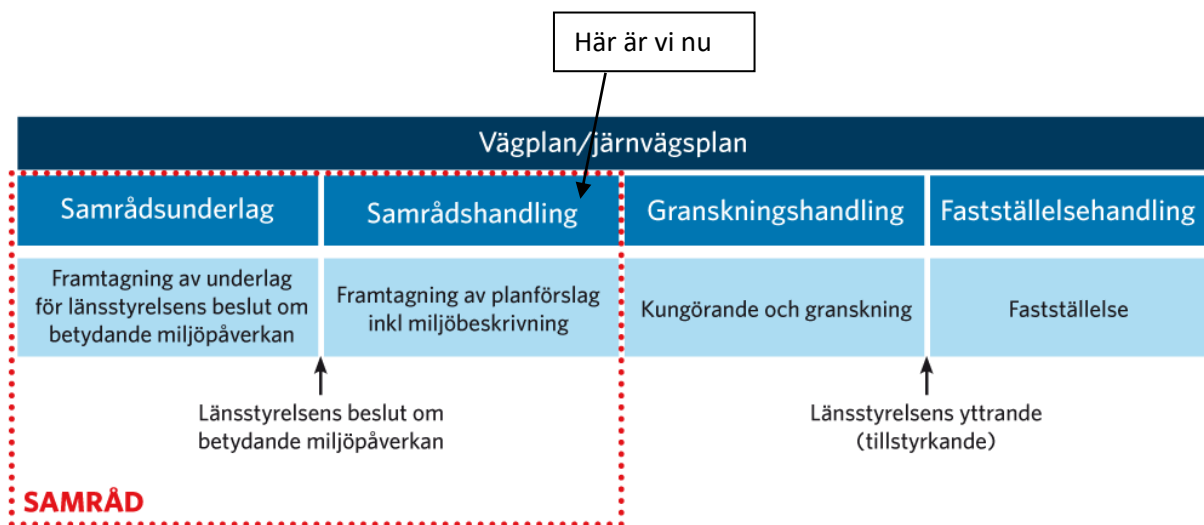 Här är vi nu
Vägplan/järnvägsplan
Samrådsunderlag
Samrådshandling
Granskningshandling
Fastställelsehandling
Framtagning av underlag
för länsstyrelsens beslut om
betydande miljöpåverkan
Framtagning av planförslag
inkl miljöbeskrivning
Kungörande och granskning
Fastställelse
Länsstyrelsens beslut om
betydande miljöpåverkan
Länsstyrelsens yttrande
(tillstyrkande)
SAMRÅD